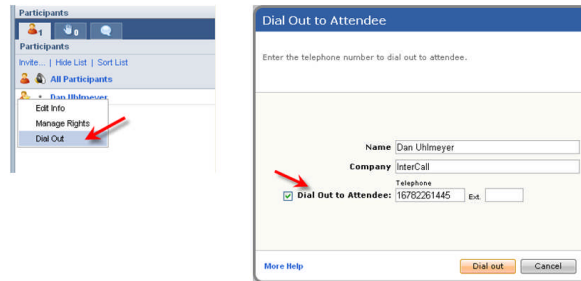 Participants
1 0
Participants
Invite... | Hide List | Sort List
All Participants
Dan Uhlmeyer
Edit Info
Manage Rights
Dial Out
Dial Out to Attendee
Enter the telephone number to dial out to attendee.
Name Dan Uhlmeyer
Company InterCall
Telephone
Dial Out to Attendee: 16782261445 Ext.
More Help Dial out Cancel